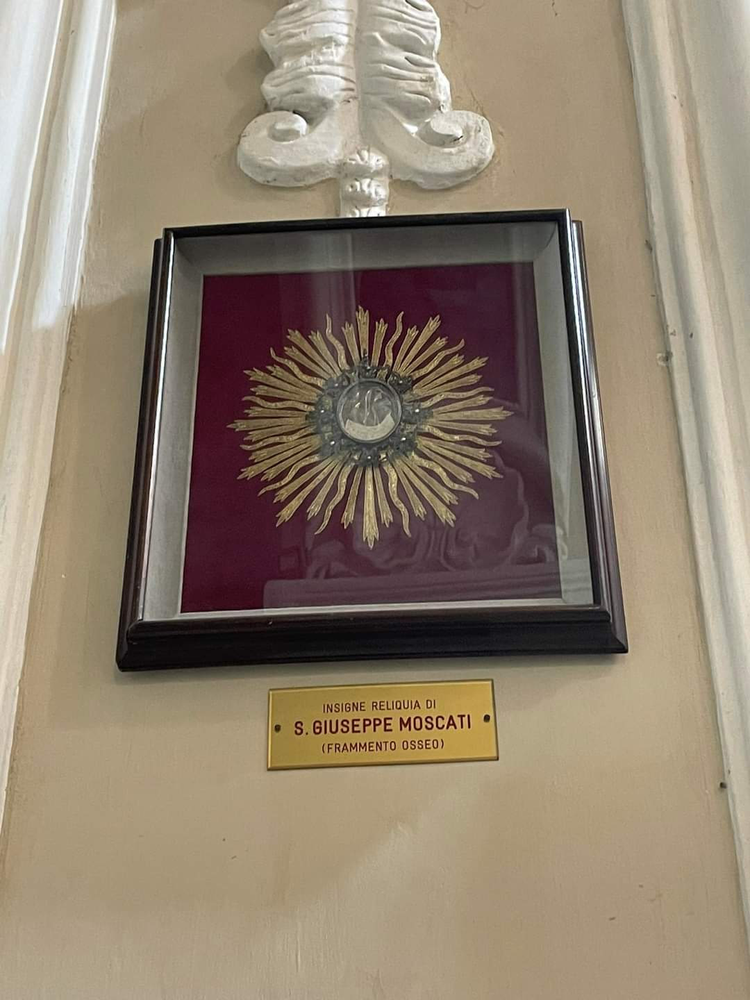 INSIGNE RELIQUIA DI
S. GIUSEPPE MOSCATI
(FRAMMENTO OSSEO)